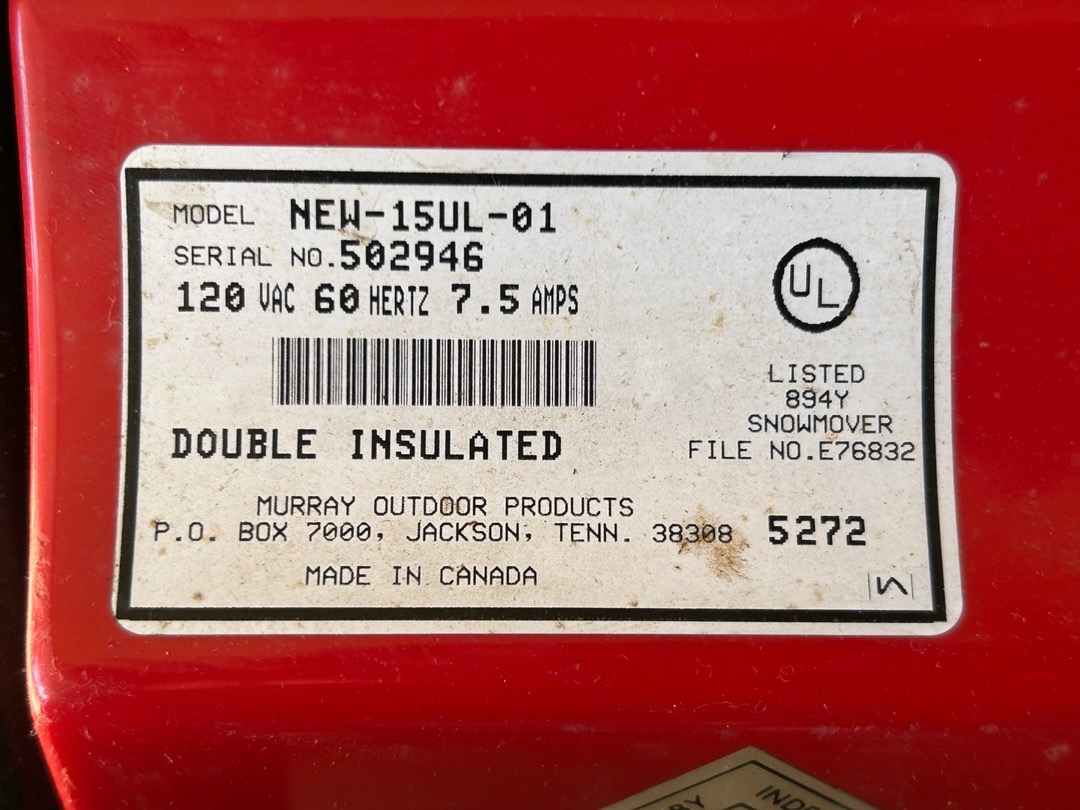 MODEL NEW-15UL-01
SERIAL NO. 502946
120 VAC 60 HERTZ 7.5 AMPS
UL
LISTED
894Y
SNOWMOVER
FILE NO. E76832
DOUBLE INSULATED
MURRAY OUTDOOR PRODUCTS
P.O. BOX 7000, JACKSON, TENN. 38308
5272
MADE IN CANADA